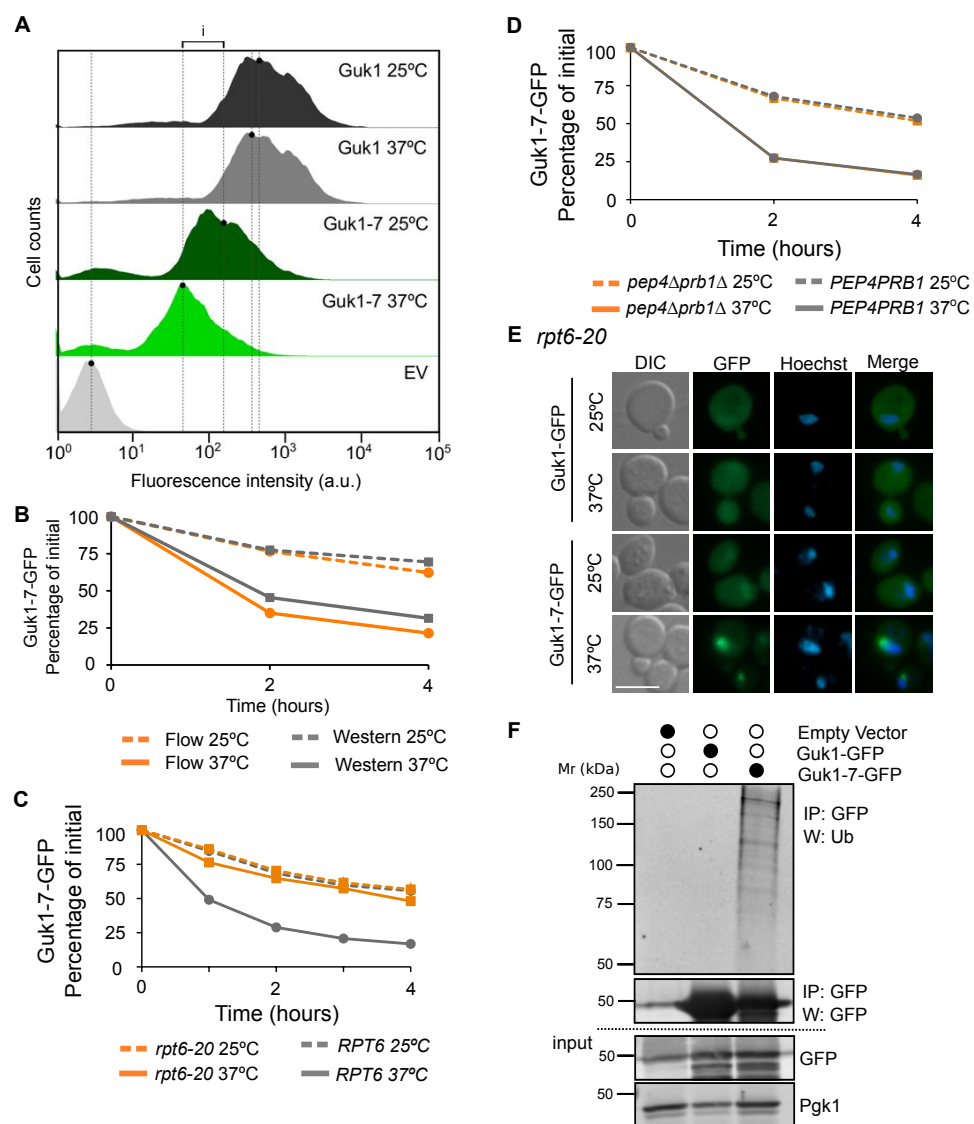 A
i
Guk1 25ºC
Guk1 37ºC
Guk1-7 25ºC
Guk1-7 37ºC
EV
Cell counts
10⁰ 10¹ 10² 10³ 10⁴ 10⁵
Fluorescence intensity (a.u.)
B
Guk1-7-GFP
Percentage of initial
100
75
50
25
0
0 2 4
Time (hours)
Flow 25ºC Western 25ºC
Flow 37ºC Western 37ºC
C
Guk1-7-GFP
Percentage of initial
100
75
50
25
0
0 2 4
Time (hours)
rpt6-20 25ºC RPT6 25ºC
rpt6-20 37ºC RPT6 37ºC
D
Guk1-7-GFP
Percentage of initial
100
75
50
25
0
0 2 4
Time (hours)
pep4Δprb1Δ 25ºC PEP4PRB1 25ºC
pep4Δprb1Δ 37ºC PEP4PRB1 37ºC
E rpt6-20
DIC GFP Hoechst Merge
Guk1-GFP
25ºC
37ºC
Guk1-7-GFP
25ºC
37ºC
F
Empty Vector
Guk1-GFP
Guk1-7-GFP
Mr (kDa)
250
150
100
75
50
IP: GFP
W: Ub
50
IP: GFP
W: GFP
input
50
GFP
50
Pgk1